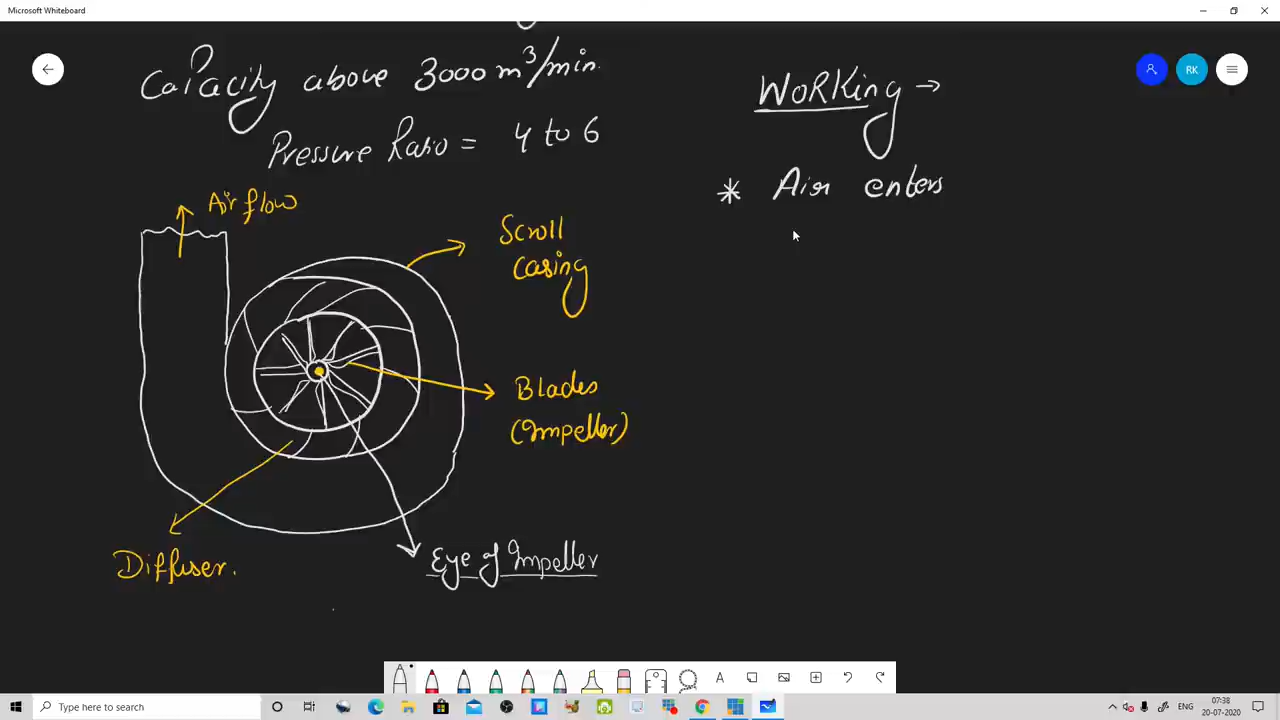 Microsoft Whiteboard
Capacity above 3000 m³/min.
Pressure Ratio = 4 to 6
Air flow
Scroll
Casing
Blades
(Impeller)
Diffuser.
Eye of Impeller
WORKing →
* Air enters
RK
A
Type here to search
ENG
07:38
20-07-2020